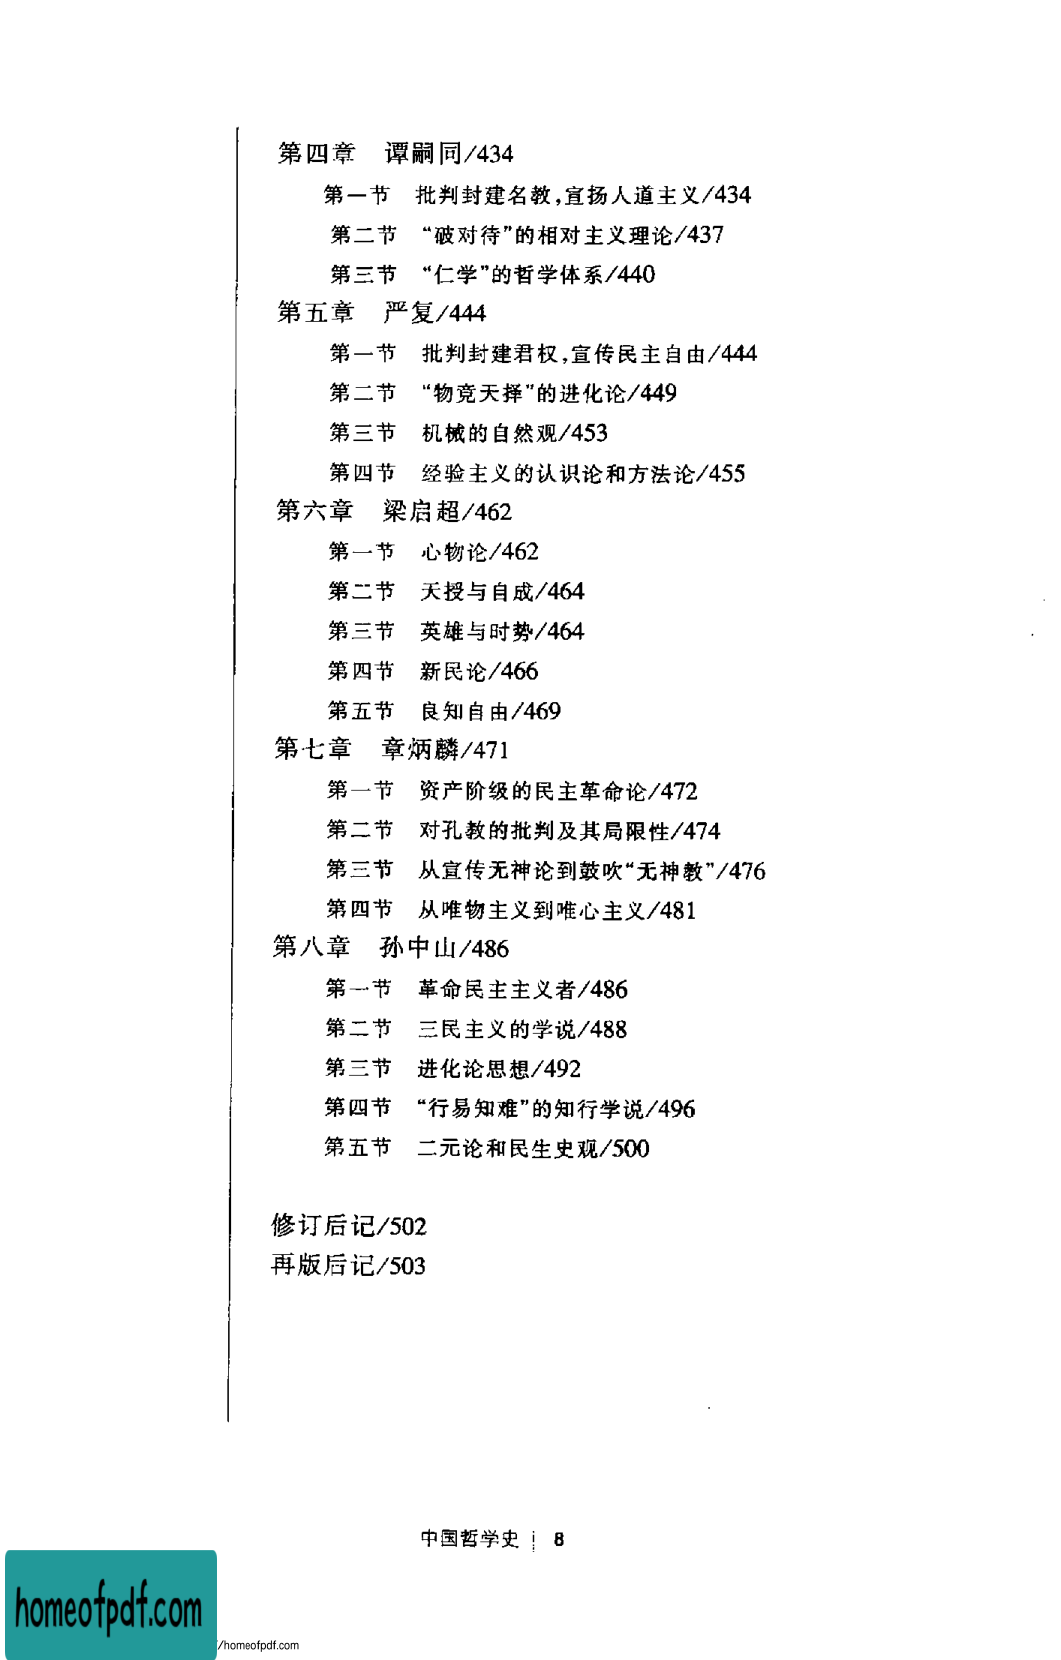 第四章　谭嗣同/434
第一节　批判封建名教,宣扬人道主义/434
第二节　“破对待”的相对主义理论/437
第三节　“仁学”的哲学体系/440
第五章　严复/444
第一节　批判封建君权,宣传民主自由/444
第二节　“物竞天择”的进化论/449
第三节　机械的自然观/453
第四节　经验主义的认识论和方法论/455
第六章　梁启超/462
第一节　心物论/462
第二节　天授与自成/464
第三节　英雄与时势/464
第四节　新民论/466
第五节　良知自由/469
第七章　章炳麟/471
第一节　资产阶级的民主革命论/472
第二节　对孔教的批判及其局限性/474
第三节　从宣传无神论到鼓吹“无神教”/476
第四节　从唯物主义到唯心主义/481
第八章　孙中山/486
第一节　革命民主主义者/486
第二节　三民主义的学说/488
第三节　进化论思想/492
第四节　“行易知难”的知行学说/496
第五节　二元论和民生史观/500
修订后记/502
再版后记/503
中国哲学史 | 8
homeofpdf.com
/homeofpdf.com